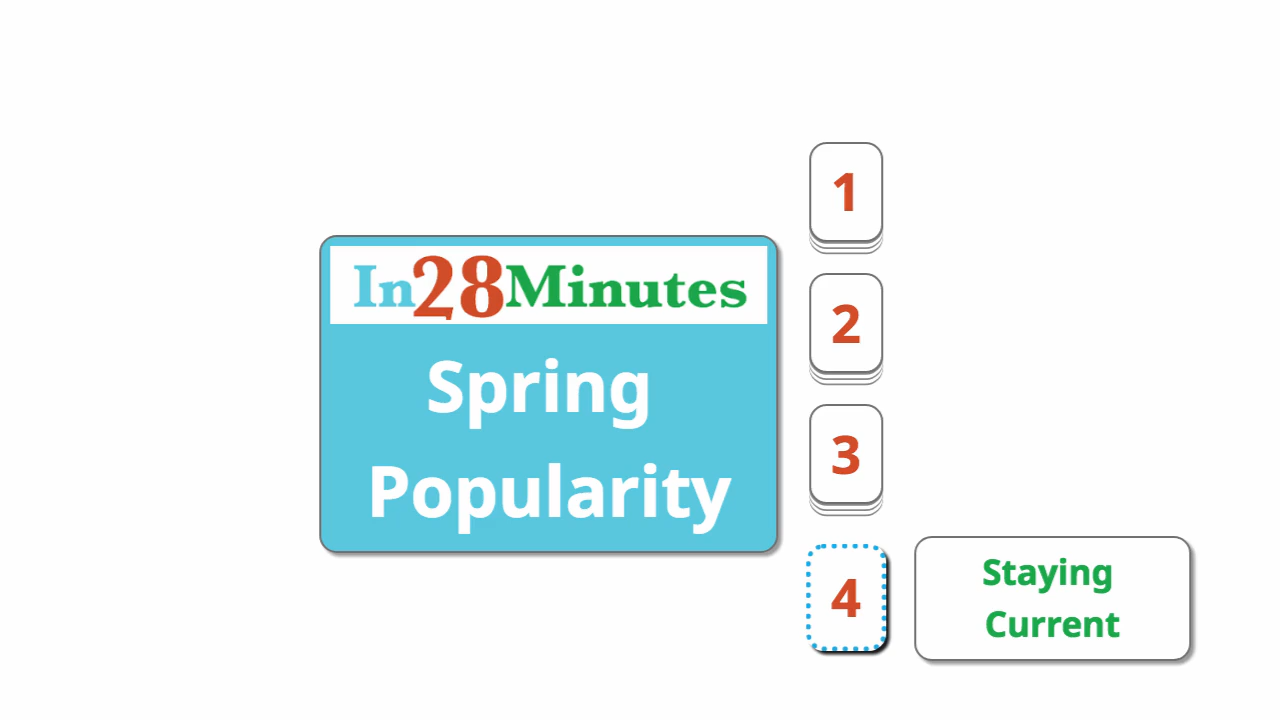 In28Minutes
Spring
Popularity
1
2
3
4
Staying
Current